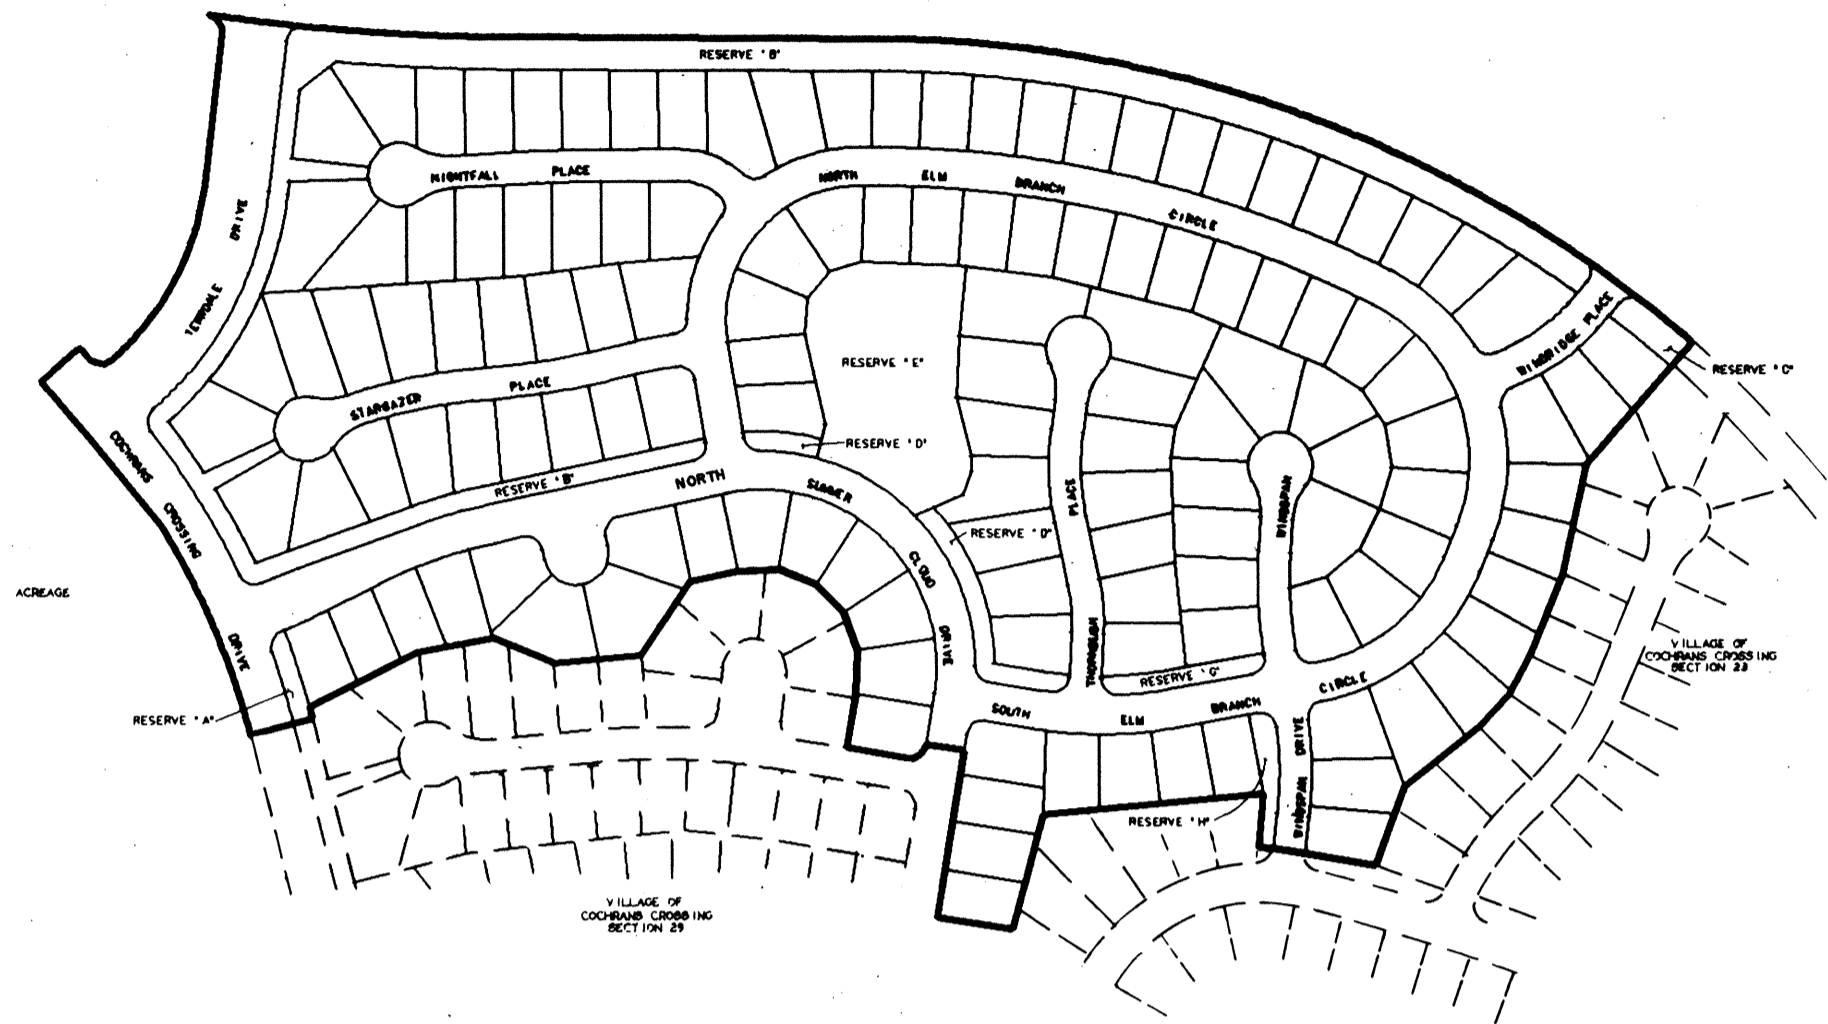 RESERVE "B"
NIGHTFALL PLACE
NORTH ELM BRANCH CIRCLE
DRIVE
WINDRIDGE PLACE
RESERVE "C"
RESERVE "E"
STARGAZER PLACE
RESERVE "D"
COCHRANS CROSSING DRIVE
RESERVE "B"
NORTH SUMMER CLOUD DRIVE
PLACE
WINDSPAN
RESERVE "D"
ACREAGE
VILLAGE OF
COCHRANS CROSSING
SECTION 23
RESERVE "G"
RESERVE "A"
SOUTH ELM BRANCH CIRCLE
WINDSPAN DRIVE
RESERVE "H"
VILLAGE OF
COCHRANS CROSSING
SECTION 29